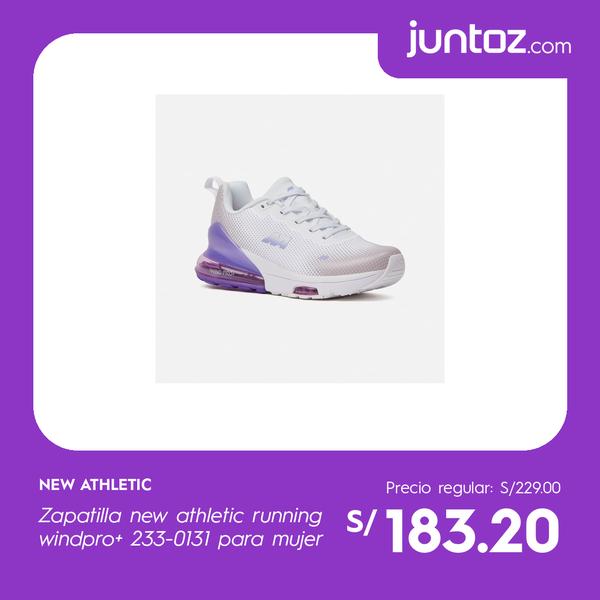 juntoz.com
NEW ATHLETIC
Zapatilla new athletic running
windpro+ 233-0131 para mujer
Precio regular: S/229.00
S/183.20